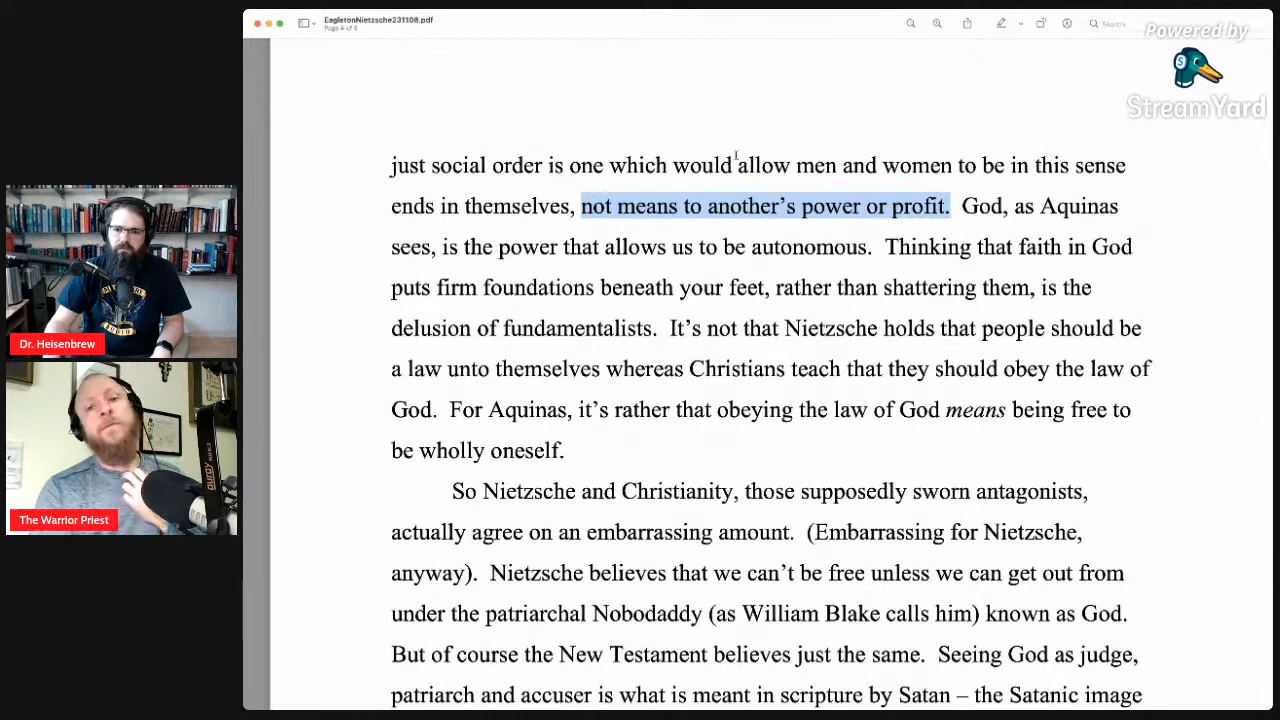 EagletonNietzsche231108.pdf
Page 4 of 6
Search
Powered by
StreamYard
just social order is one which would allow men and women to be in this sense
ends in themselves, not means to another's power or profit.  God, as Aquinas
sees, is the power that allows us to be autonomous.  Thinking that faith in God
puts firm foundations beneath your feet, rather than shattering them, is the
delusion of fundamentalists.  It's not that Nietzsche holds that people should be
a law unto themselves whereas Christians teach that they should obey the law of
God.  For Aquinas, it's rather that obeying the law of God means being free to
be wholly oneself.
So Nietzsche and Christianity, those supposedly sworn antagonists,
actually agree on an embarrassing amount.  (Embarrassing for Nietzsche,
anyway).  Nietzsche believes that we can't be free unless we can get out from
under the patriarchal Nobodaddy (as William Blake calls him) known as God.
But of course the New Testament believes just the same.  Seeing God as judge,
patriarch and accuser is what is meant in scripture by Satan – the Satanic image
Dr. Heisenbrew
The Warrior Priest